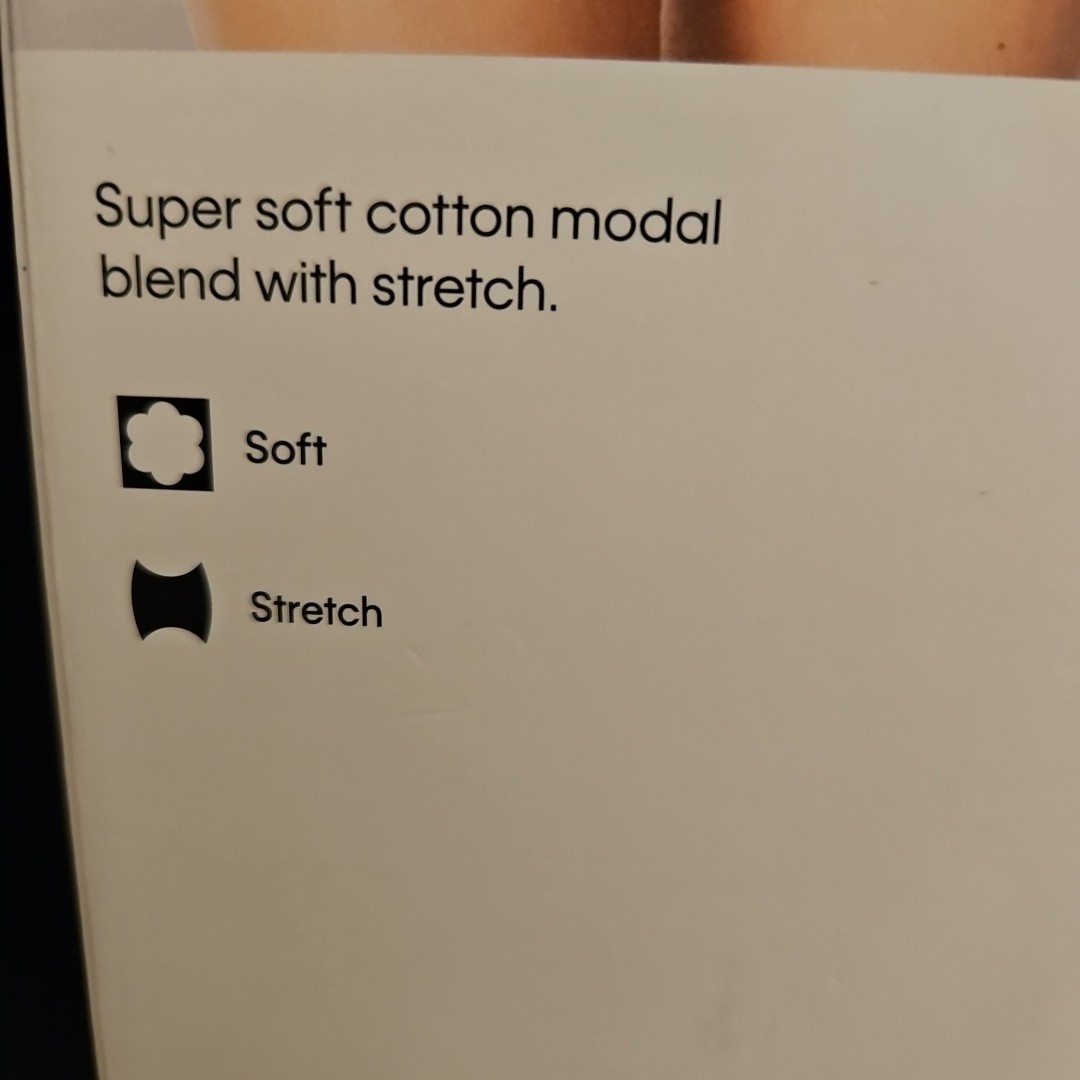 Super soft cotton modal
blend with stretch.
Soft
Stretch